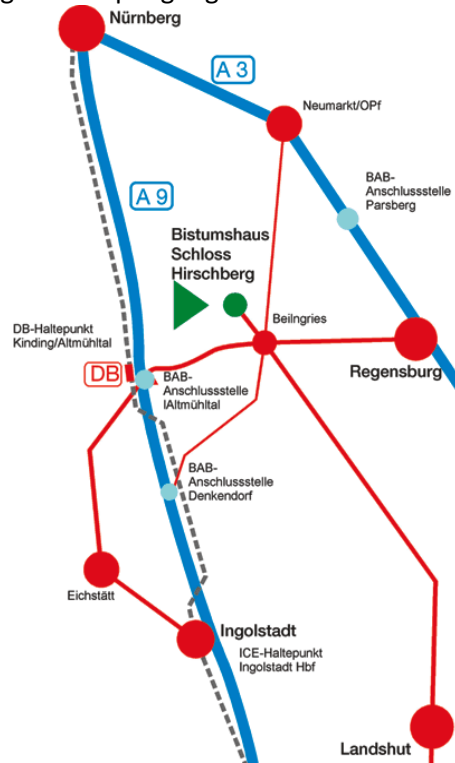 Nürnberg
A 3
Neumarkt/OPf
BAB-
Anschlussstelle
Parsberg
A 9
Bistumshaus
Schloss
Hirschberg
DB-Haltepunkt
Kinding/Altmühltal
Beilngries
Regensburg
DB
BAB-
Anschlussstelle
lAltmühltal
BAB-
Anschlussstelle
Denkendorf
Eichstätt
Ingolstadt
ICE-Haltepunkt
Ingolstadt Hbf
Landshut